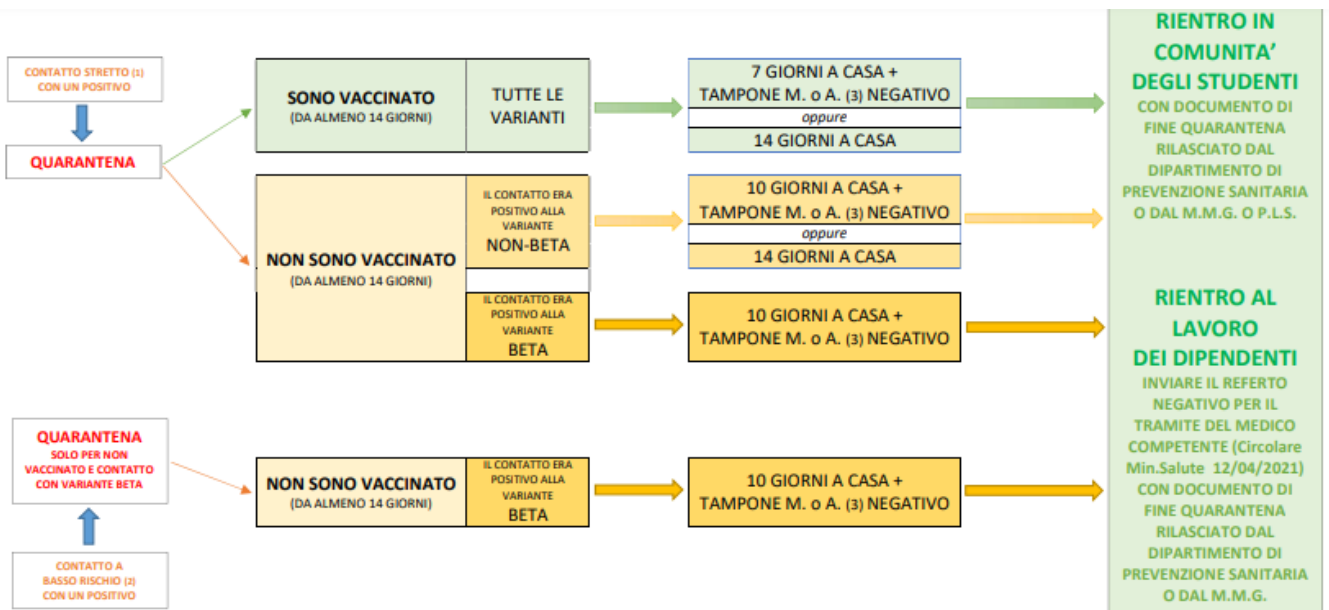 CONTATTO STRETTO (1)
CON UN POSITIVO
QUARANTENA
SONO VACCINATO
(DA ALMENO 14 GIORNI)
TUTTE LE
VARIANTI
7 GIORNI A CASA +
TAMPONE M. o A. (3) NEGATIVO
oppure
14 GIORNI A CASA
NON SONO VACCINATO
(DA ALMENO 14 GIORNI)
IL CONTATTO ERA
POSITIVO ALLA
VARIANTE
NON-BETA
10 GIORNI A CASA +
TAMPONE M. o A. (3) NEGATIVO
oppure
14 GIORNI A CASA
IL CONTATTO ERA
POSITIVO ALLA
VARIANTE
BETA
10 GIORNI A CASA +
TAMPONE M. o A. (3) NEGATIVO
QUARANTENA
SOLO PER NON
VACCINATO E CONTATTO
CON VARIANTE BETA
CONTATTO A
BASSO RISCHIO (2)
CON UN POSITIVO
NON SONO VACCINATO
(DA ALMENO 14 GIORNI)
IL CONTATTO ERA
POSITIVO ALLA
VARIANTE
BETA
10 GIORNI A CASA +
TAMPONE M. o A. (3) NEGATIVO
RIENTRO IN
COMUNITA'
DEGLI STUDENTI
CON DOCUMENTO DI
FINE QUARANTENA
RILASCIATO DAL
DIPARTIMENTO DI
PREVENZIONE SANITARIA
O DAL M.M.G. O P.L.S.
RIENTRO AL
LAVORO
DEI DIPENDENTI
INVIARE IL REFERTO
NEGATIVO PER IL
TRAMITE DEL MEDICO
COMPETENTE (Circolare
Min.Salute 12/04/2021)
CON DOCUMENTO DI
FINE QUARANTENA
RILASCIATO DAL
DIPARTIMENTO DI
PREVENZIONE SANITARIA
O DAL M.M.G.